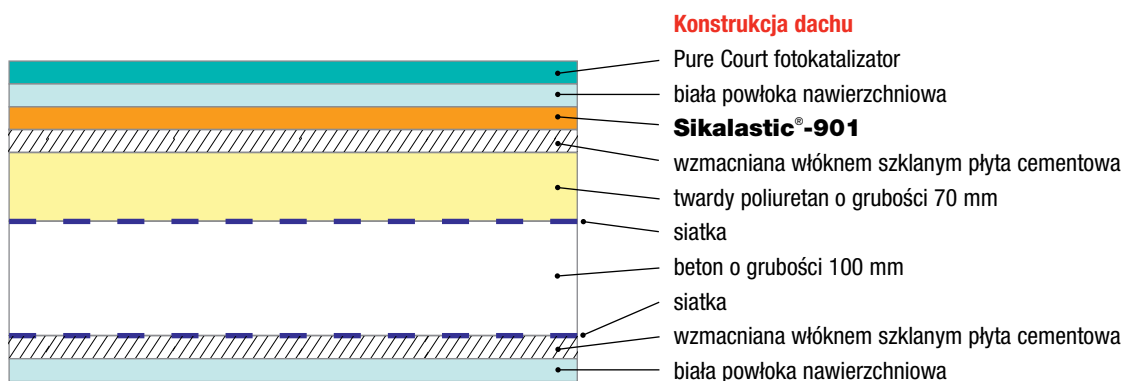 Konstrukcja dachu
Pure Court fotokatalizator
biała powłoka nawierzchniowa
Sikalastic®-901
wzmacniana włóknem szklanym płyta cementowa
twardy poliuretan o grubości 70 mm
siatka
beton o grubości 100 mm
siatka
wzmacniana włóknem szklanym płyta cementowa
biała powłoka nawierzchniowa